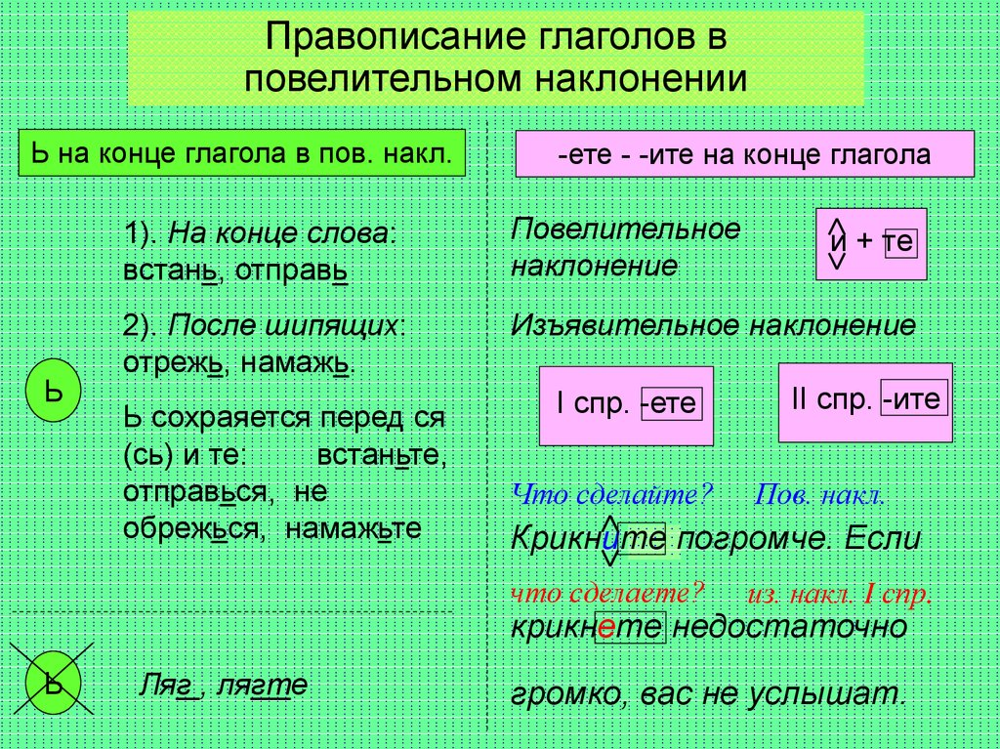 Правописание глаголов в
повелительном наклонении
Ь на конце глагола в пов. накл.
1). На конце слова:
встань, отправь
2). После шипящих:
отрежь, намажь.
Ь
Ь сохраяется перед ся
(сь) и те: встаньте,
отправься, не
обрежься, намажьте
Ь
Ляг_, лягте
-ете - -ите на конце глагола
Повелительное
наклонение
и + те
Изъявительное наклонение
I спр. -ете
II спр. -ите
Что сделайте? Пов. накл.
Крикните погромче. Если
что сделаете? из. накл. I спр.
крикнете недостаточно
громко, вас не услышат.